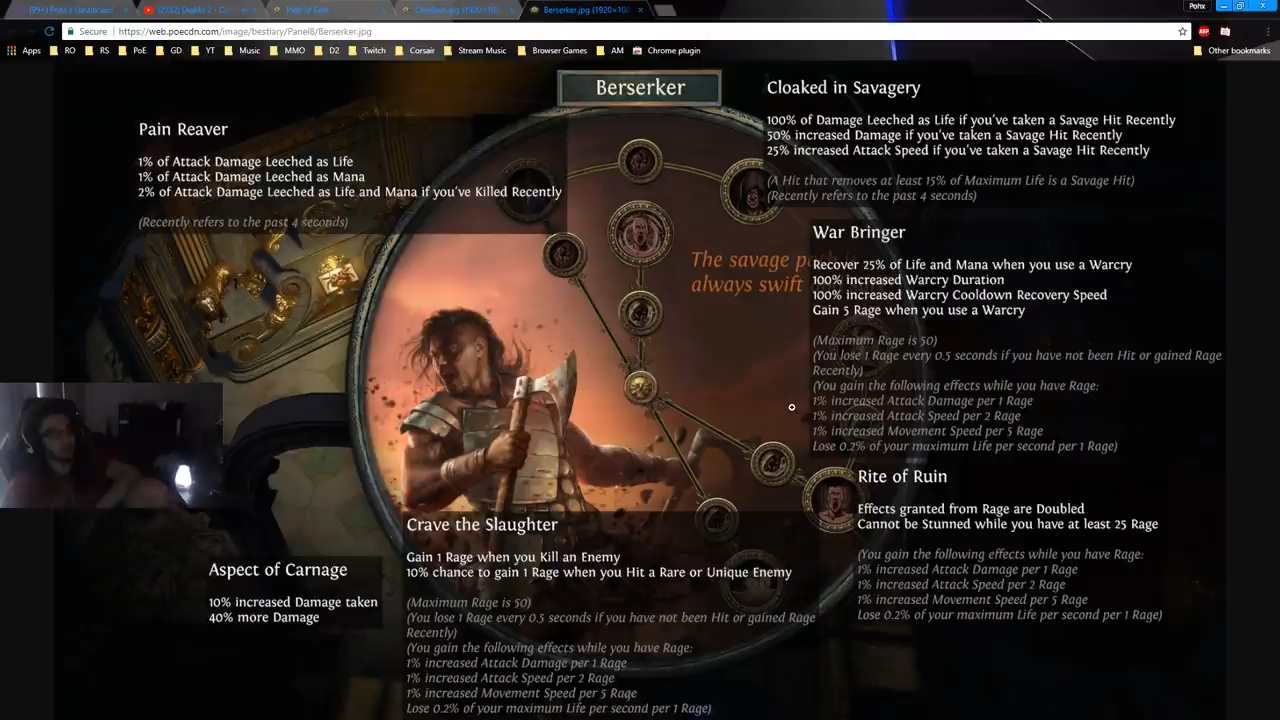 (99+) Pohx's Dashboard
(2732) Diablo 2 - Go
Path of Exile
Berserker.jpg (1920×108
Pohx
Secure | https://web.poecdn.com/image/bestiary/Panel8/Berserker.jpg
Apps RO RS PoE GD YT Music MMO D2 Twitch Corsair Stream Music Browser Games AM Chrome plugin Other bookmarks
Berserker
Cloaked in Savagery
100% of Damage Leeched as Life if you've taken a Savage Hit Recently
50% increased Damage if you've taken a Savage Hit Recently
25% increased Attack Speed if you've taken a Savage Hit Recently
(A Hit that removes at least 15% of Maximum Life is a Savage Hit)
(Recently refers to the past 4 seconds)
Pain Reaver
1% of Attack Damage Leeched as Life
1% of Attack Damage Leeched as Mana
2% of Attack Damage Leeched as Life and Mana if you've Killed Recently
(Recently refers to the past 4 seconds)
The savage
always swift
War Bringer
Recover 25% of Life and Mana when you use a Warcry
100% increased Warcry Duration
100% increased Warcry Cooldown Recovery Speed
Gain 5 Rage when you use a Warcry
(Maximum Rage is 50)
(You lose 1 Rage every 0.5 seconds if you have not been Hit or gained Rage
Recently)
(You gain the following effects while you have Rage:
1% increased Attack Damage per 1 Rage
1% increased Attack Speed per 2 Rage
1% increased Movement Speed per 5 Rage
Lose 0.2% of your maximum Life per second per 1 Rage)
Rite of Ruin
Effects granted from Rage are Doubled
Cannot be Stunned while you have at least 25 Rage
(You gain the following effects while you have Rage:
1% increased Attack Damage per 1 Rage
1% increased Attack Speed per 2 Rage
1% increased Movement Speed per 5 Rage
Lose 0.2% of your maximum Life per second per 1 Rage)
Crave the Slaughter
Gain 1 Rage when you Kill an Enemy
10% chance to gain 1 Rage when you Hit a Rare or Unique Enemy
(Maximum Rage is 50)
(You lose 1 Rage every 0.5 seconds if you have not been Hit or gained Rage
Recently)
(You gain the following effects while you have Rage:
1% increased Attack Damage per 1 Rage
1% increased Attack Speed per 2 Rage
1% increased Movement Speed per 5 Rage
Lose 0.2% of your maximum Life per second per 1 Rage)
Aspect of Carnage
10% increased Damage taken
40% more Damage